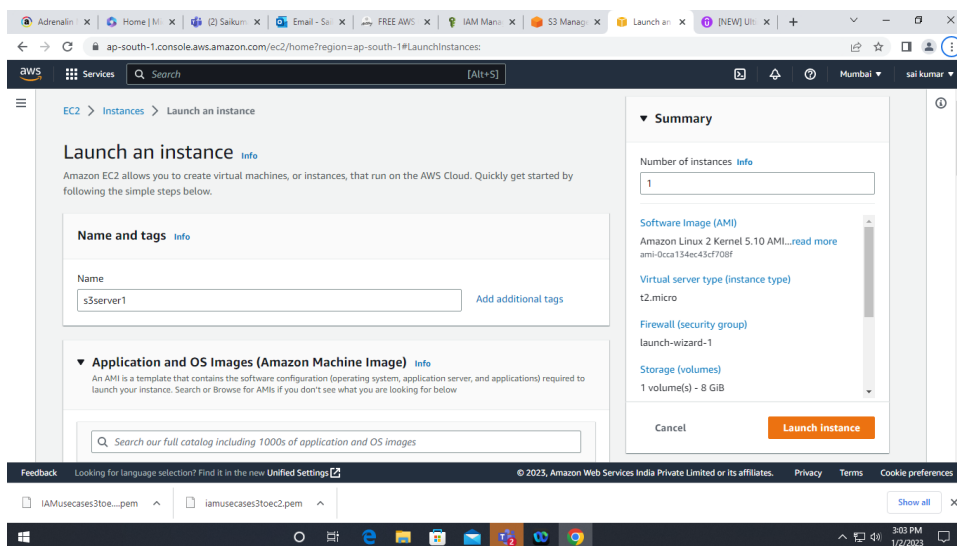 Adrenalin
Home | Mi
(2) Saikum
Email - Sai
FREE AWS
IAM Mana
S3 Manag
Launch an
[NEW] Ulti
ap-south-1.console.aws.amazon.com/ec2/home?region=ap-south-1#LaunchInstances:
aws
Services
Search
[Alt+S]
Mumbai
sai kumar
EC2 > Instances > Launch an instance
Launch an instance Info
Amazon EC2 allows you to create virtual machines, or instances, that run on the AWS Cloud. Quickly get started by
following the simple steps below.
Name and tags Info
Name
s3server1
Add additional tags
Application and OS Images (Amazon Machine Image) Info
An AMI is a template that contains the software configuration (operating system, application server, and applications) required to
launch your instance. Search or Browse for AMIs if you don't see what you are looking for below
Search our full catalog including 1000s of application and OS images
Summary
Number of instances Info
1
Software Image (AMI)
Amazon Linux 2 Kernel 5.10 AMI...read more
ami-0cca134ec43cf708f
Virtual server type (instance type)
t2.micro
Firewall (security group)
launch-wizard-1
Storage (volumes)
1 volume(s) - 8 GiB
Cancel
Launch instance
Feedback
Looking for language selection? Find it in the new Unified Settings
© 2023, Amazon Web Services India Private Limited or its affiliates.
Privacy
Terms
Cookie preferences
IAMusecases3toe....pem
iamusecases3toec2.pem
Show all
3:03 PM
1/2/2023